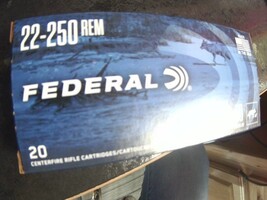 22-250 REM
FEDERAL
20
CENTERFIRE RIFLE CARTRIDGES/CARTOUCHES